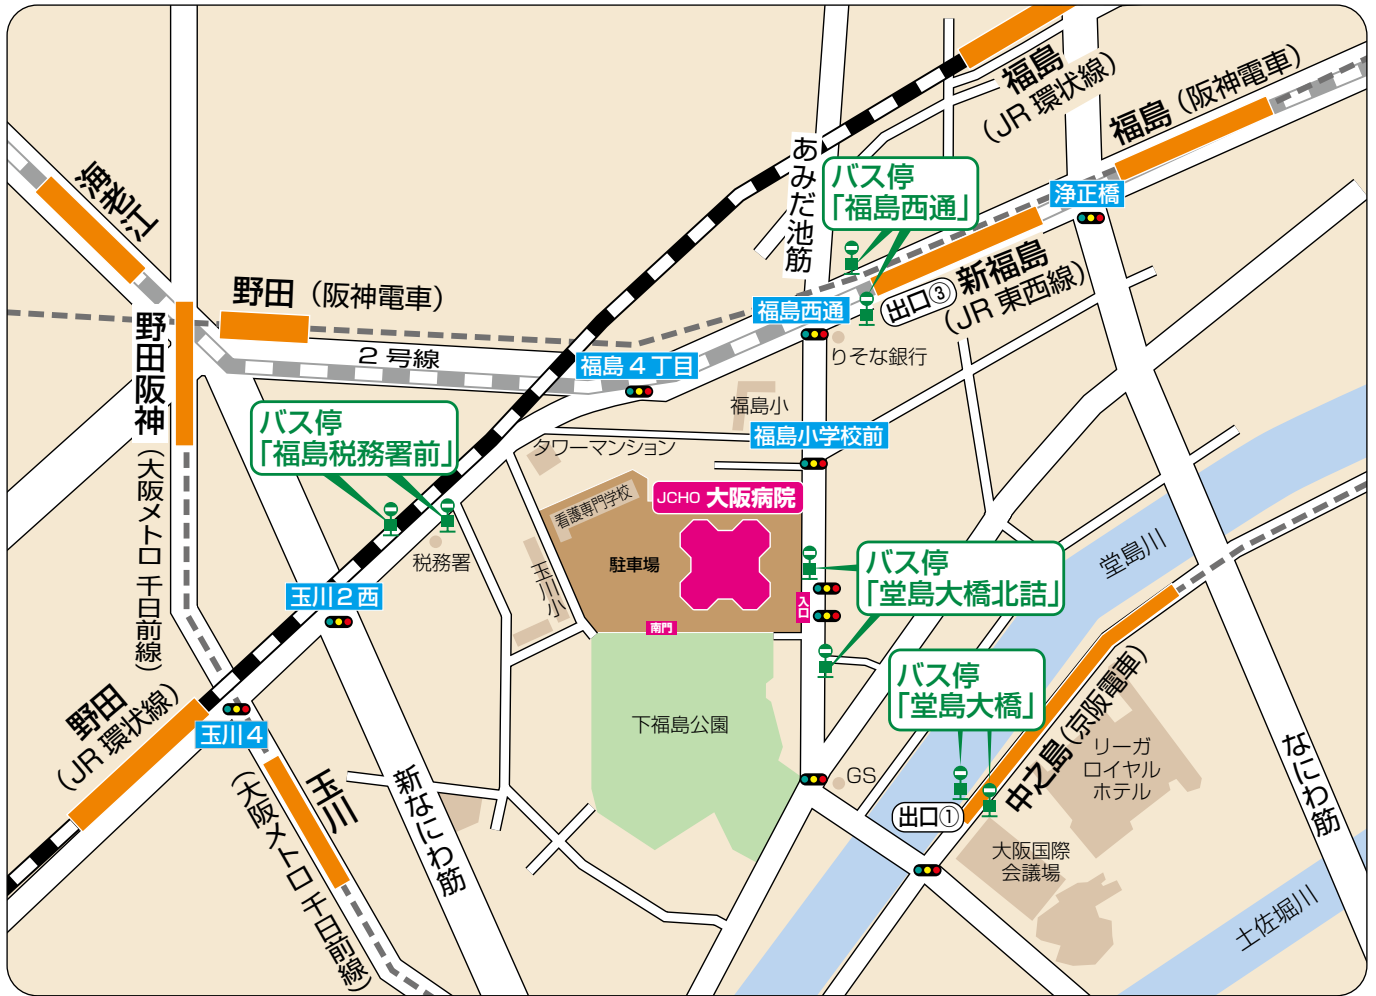 福島
(JR 環状線)
福島 (阪神電車)
あみだ池筋
バス停
「福島西通」
浄正橋
海老江
新福島
(JR 東西線)
出口③
野田 (阪神電車)
福島西通
野田阪神
(大阪メトロ 千日前線)
2号線
福島4丁目
りそな銀行
福島小
バス停
「福島税務署前」
タワーマンション
福島小学校前
看護専門学校
JCHO 大阪病院
駐車場
税務署
玉川小
堂島川
バス停
「堂島大橋北詰」
入口
玉川2西
南門
バス停
「堂島大橋」
野田
(JR 環状線)
玉川4
下福島公園
中之島 (京阪電車)
リーガ
ロイヤル
ホテル
玉川
(大阪メトロ 千日前線)
新なにわ筋
GS
出口①
なにわ筋
大阪国際
会議場
土佐堀川